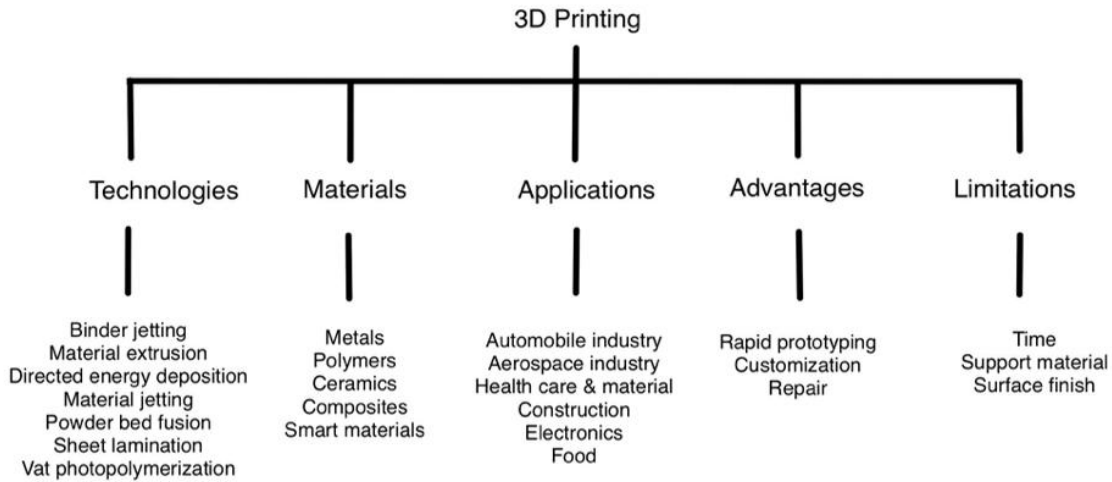 3D Printing
Technologies
Materials
Applications
Advantages
Limitations
Binder jetting
Material extrusion
Directed energy deposition
Material jetting
Powder bed fusion
Sheet lamination
Vat photopolymerization
Metals
Polymers
Ceramics
Composites
Smart materials
Automobile industry
Aerospace industry
Health care & material
Construction
Electronics
Food
Rapid prototyping
Customization
Repair
Time
Support material
Surface finish